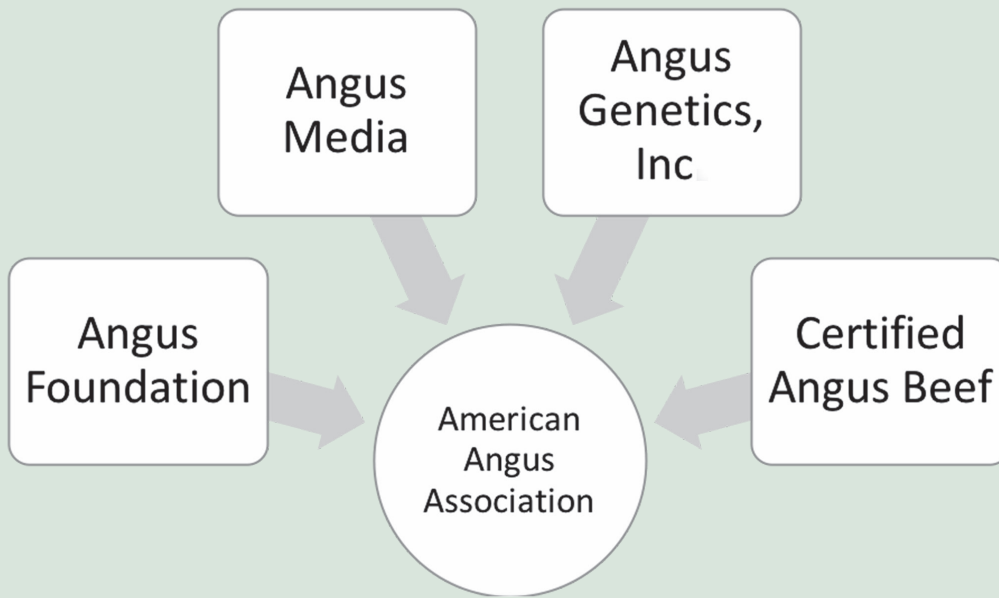 Angus
Media
Angus
Genetics,
Inc
Angus
Foundation
Certified
Angus Beef
American
Angus
Association